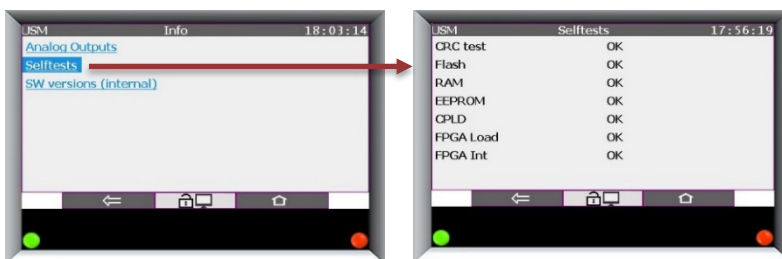 USM Info 18:03:14
Analog Outputs
Selftests
SW versions (internal)
USM Selftests 17:56:19
CRC test OK
Flash OK
RAM OK
EEPROM OK
CPLD OK
FPGA Load OK
FPGA Int OK